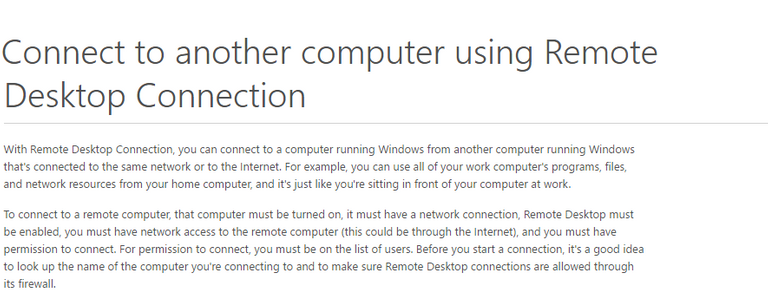 Connect to another computer using Remote
Desktop Connection
With Remote Desktop Connection, you can connect to a computer running Windows from another computer running Windows
that's connected to the same network or to the Internet. For example, you can use all of your work computer's programs, files,
and network resources from your home computer, and it's just like you're sitting in front of your computer at work.
To connect to a remote computer, that computer must be turned on, it must have a network connection, Remote Desktop must
be enabled, you must have network access to the remote computer (this could be through the Internet), and you must have
permission to connect. For permission to connect, you must be on the list of users. Before you start a connection, it's a good idea
to look up the name of the computer you're connecting to and to make sure Remote Desktop connections are allowed through
its firewall.